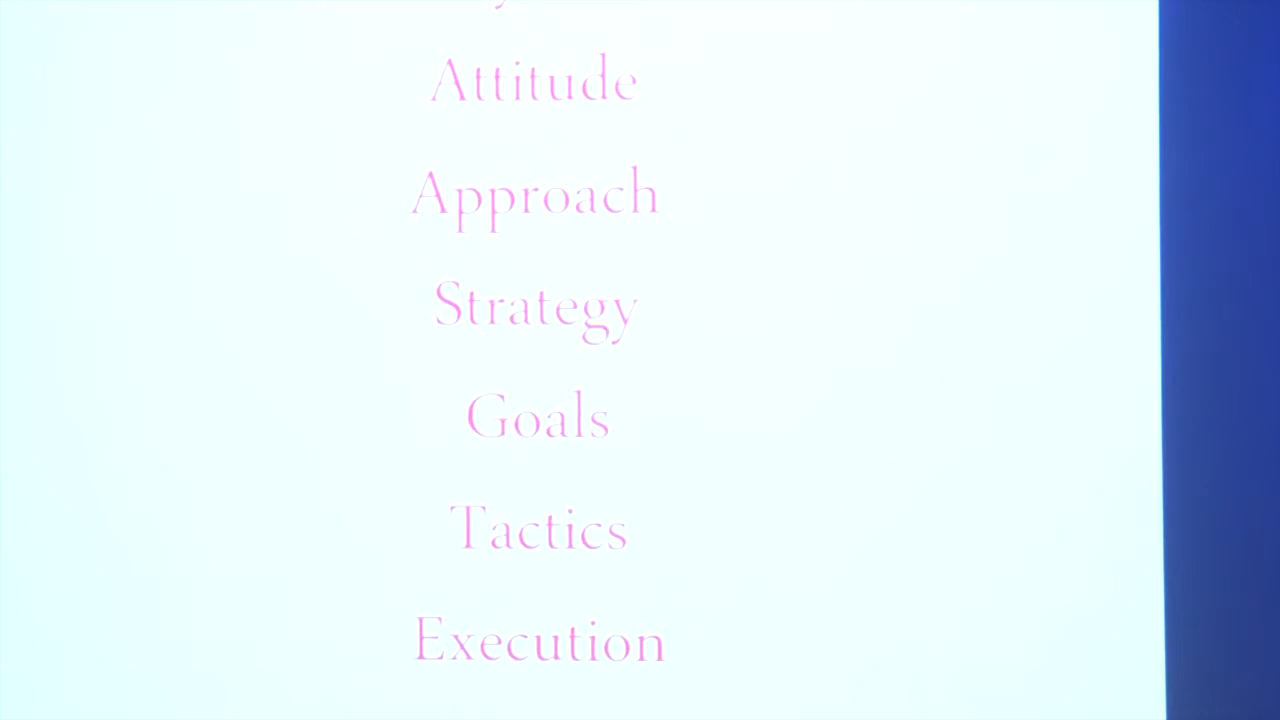 Attitude
Approach
Strategy
Goals
Tactics
Execution